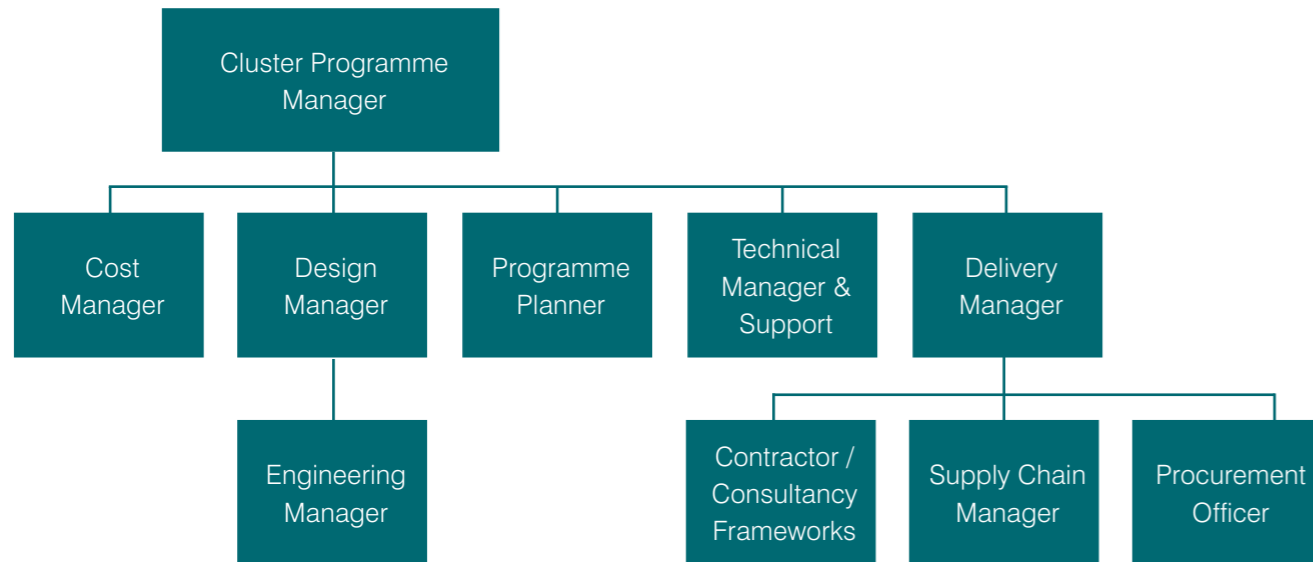 Cluster Programme
Manager
Cost
Manager
Design
Manager
Programme
Planner
Technical
Manager &
Support
Delivery
Manager
Engineering
Manager
Contractor /
Consultancy
Frameworks
Supply Chain
Manager
Procurement
Officer